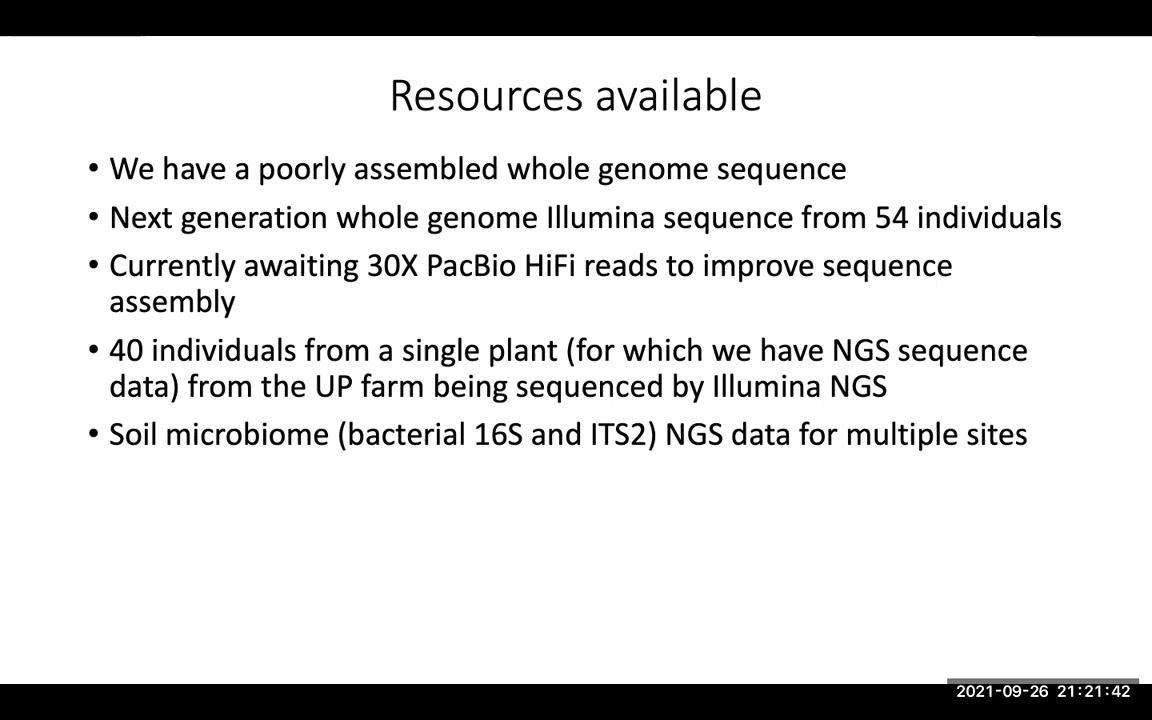 Resources available
• We have a poorly assembled whole genome sequence
• Next generation whole genome Illumina sequence from 54 individuals
• Currently awaiting 30X PacBio HiFi reads to improve sequence
assembly
• 40 individuals from a single plant (for which we have NGS sequence
data) from the UP farm being sequenced by Illumina NGS
• Soil microbiome (bacterial 16S and ITS2) NGS data for multiple sites
2021-09-26 21:21:42